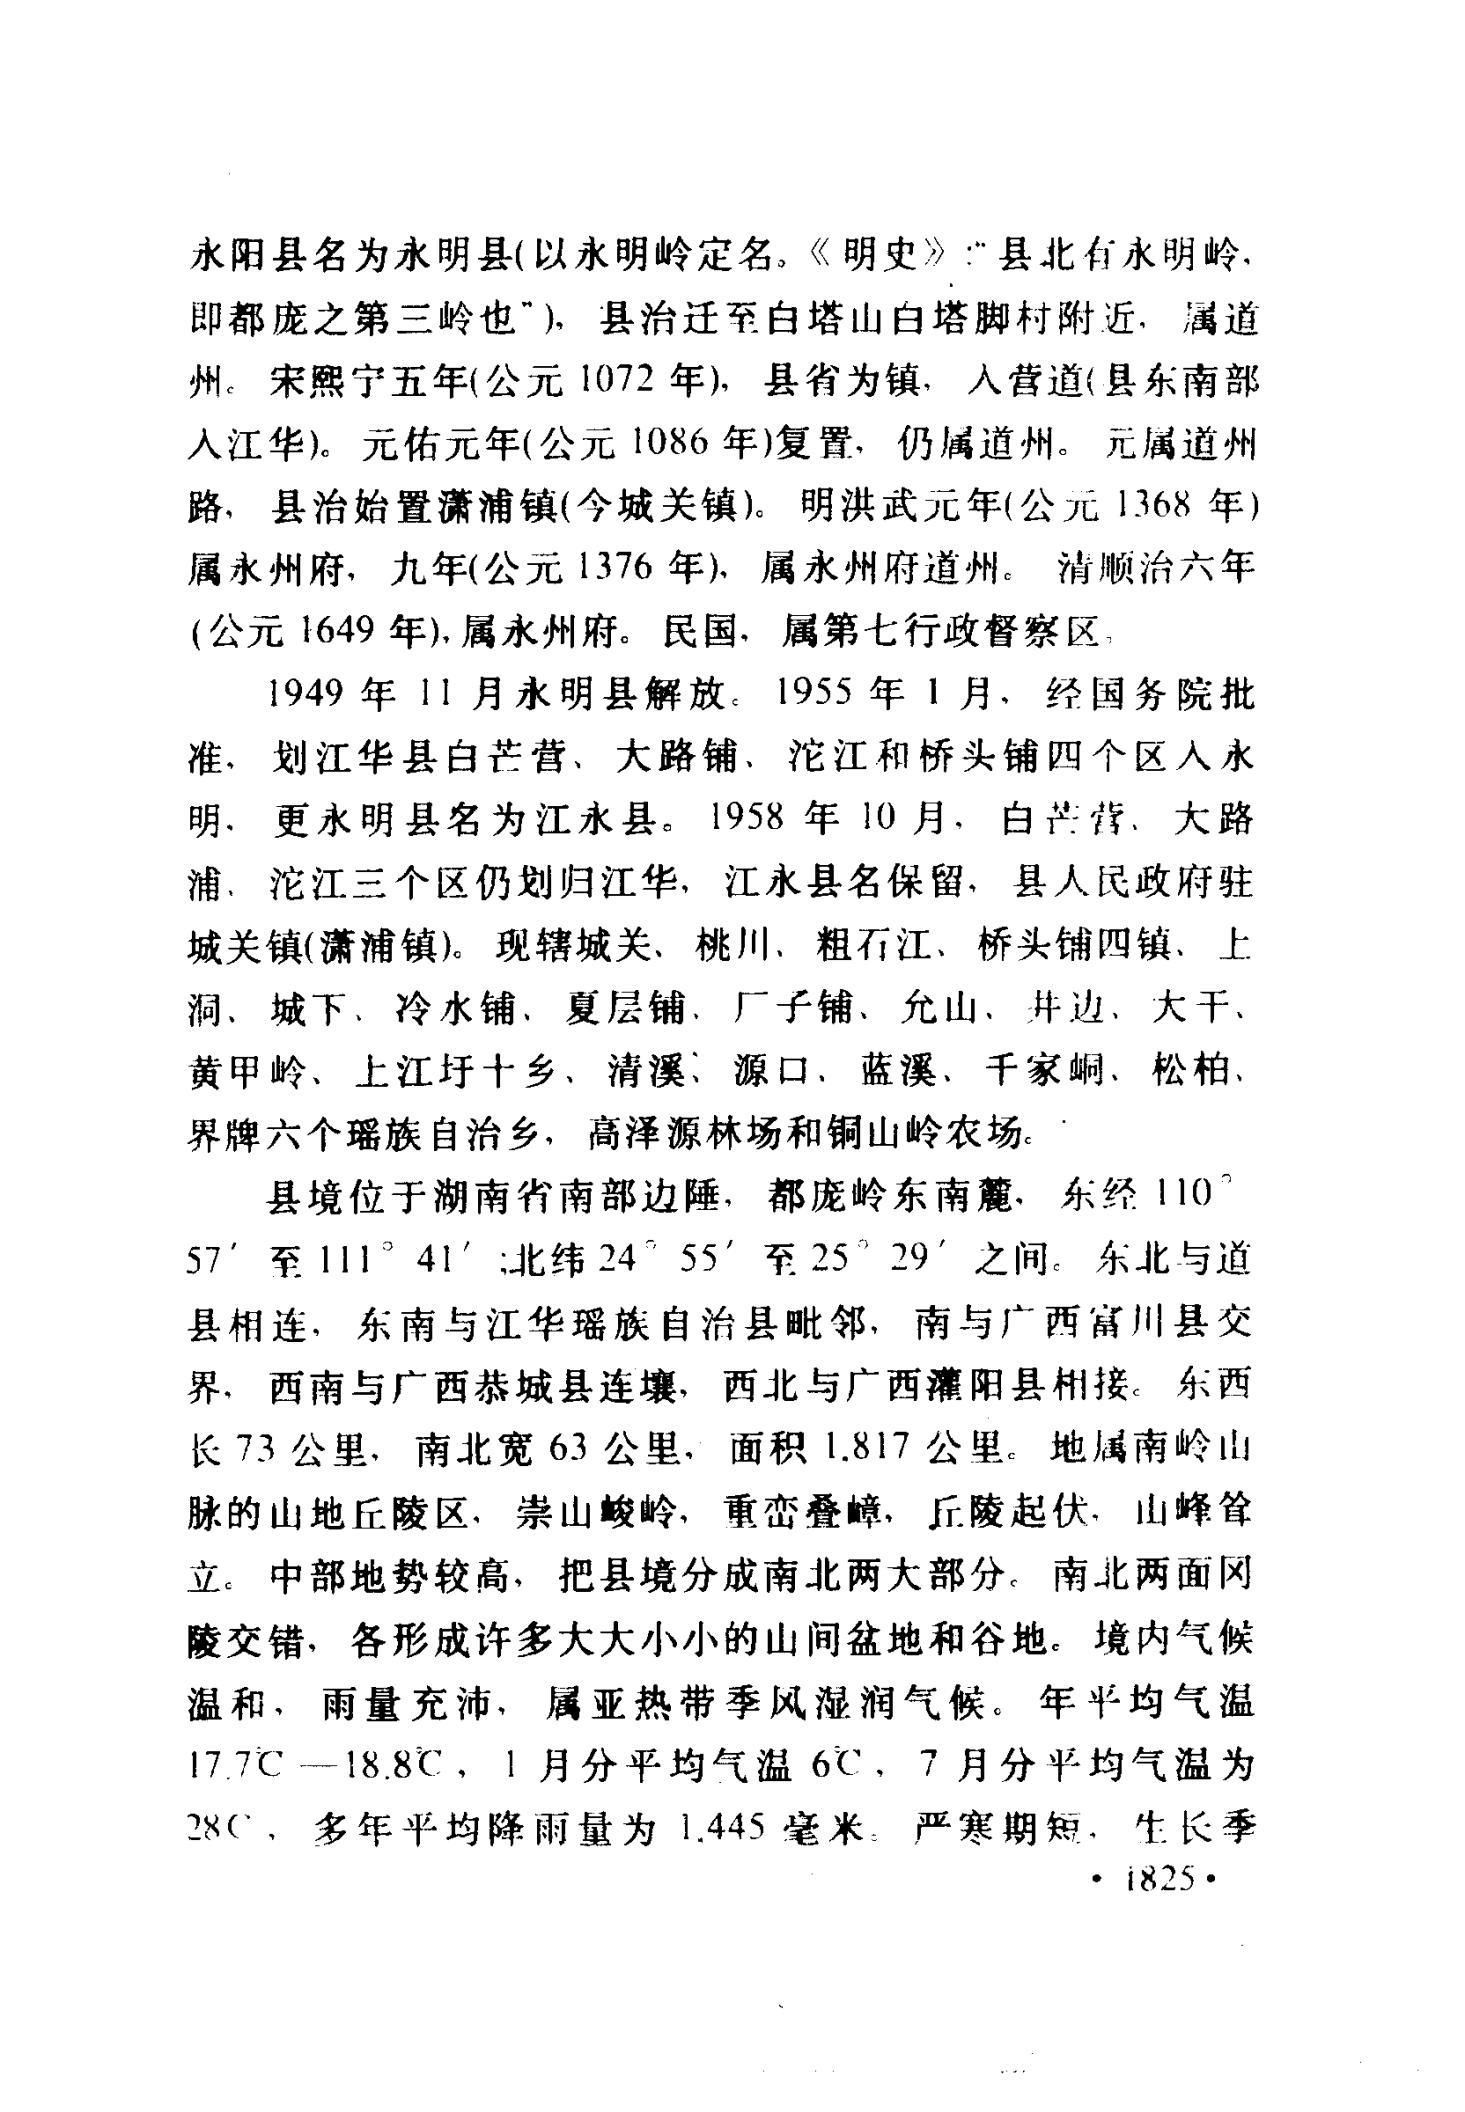 永阳县名为永明县(以永明岭定名。《明史》:“县北有永明岭,
即都庞之第三岭也”), 县治迁至白塔山白塔脚村附近, 属道
州。宋熙宁五年(公元 1072 年), 县省为镇, 入营道(县东南部
入江华)。元佑元年(公元 1086 年)复置, 仍属道州。元属道州
路, 县治始置潇浦镇(今城关镇)。明洪武元年(公元 1368 年)
属永州府, 九年(公元 1376 年), 属永州府道州。清顺治六年
(公元 1649 年), 属永州府。民国, 属第七行政督察区。
1949 年 11 月永明县解放。1955 年 1 月, 经国务院批
准, 划江华县白芒营、大路铺、沱江和桥头铺四个区入永
明, 更永明县名为江永县。1958 年 10 月, 白芒营、大路
浦、沱江三个区仍划归江华, 江永县名保留, 县人民政府驻
城关镇(潇浦镇)。现辖城关、桃川、粗石江、桥头铺四镇、上
洞、城下、冷水铺、夏层铺、厂子铺、允山、井边、大干、
黄甲岭、上江圩十乡、清溪、源口、蓝溪、千家峒、松柏、
界牌六个瑶族自治乡, 高泽源林场和铜山岭农场。
县境位于湖南省南部边陲, 都庞岭东南麓, 东经 110°
57′ 至 111° 41′ ;北纬 24° 55′ 至 25° 29′ 之间。东北与道
县相连, 东南与江华瑶族自治县毗邻, 南与广西富川县交
界, 西南与广西恭城县连壤, 西北与广西灌阳县相接。东西
长 73 公里, 南北宽 63 公里, 面积 1.817 公里。地属南岭山
脉的山地丘陵区, 崇山峻岭, 重峦叠嶂, 丘陵起伏, 山峰耸
立。中部地势较高, 把县境分成南北两大部分。南北两面冈
陵交错, 各形成许多大大小小的山间盆地和谷地。境内气候
温和, 雨量充沛, 属亚热带季风湿润气候。年平均气温
17.7℃ —18.8℃, 1 月分平均气温 6℃, 7 月分平均气温为
28℃, 多年平均降雨量为 1.445 毫米。严寒期短, 生长季
• 1825 •